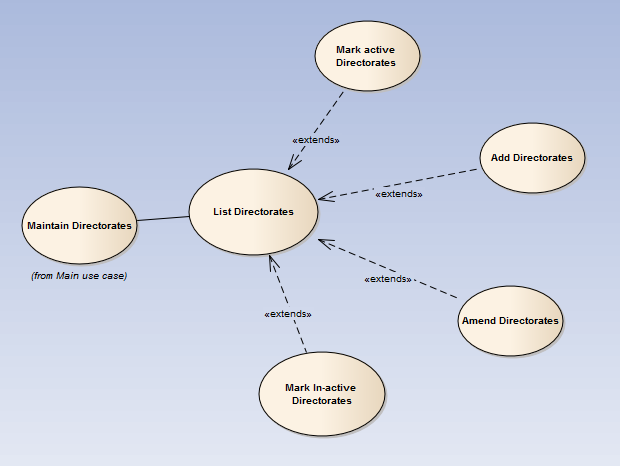 Mark active
Directorates
«extends»
Add Directorates
«extends»
List Directorates
Maintain Directorates
(from Main use case)
«extends»
Amend Directorates
«extends»
Mark In-active
Directorates